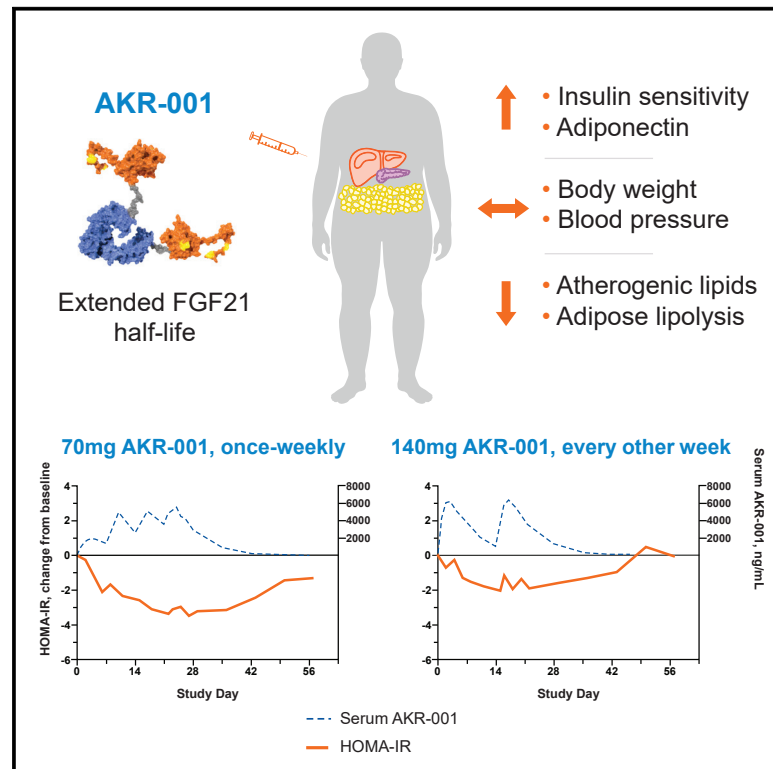 AKR-001
Extended FGF21
half-life
• Insulin sensitivity
• Adiponectin
• Body weight
• Blood pressure
• Atherogenic lipids
• Adipose lipolysis
70mg AKR-001, once-weekly
HOMA-IR, change from baseline
4
2
0
-2
-4
-6
8000
6000
4000
2000
0
14
28
42
56
Study Day
140mg AKR-001, every other week
4
2
0
-2
-4
-6
8000
6000
4000
2000
Serum AKR-001, ng/mL
0
14
28
42
56
Study Day
Serum AKR-001
HOMA-IR